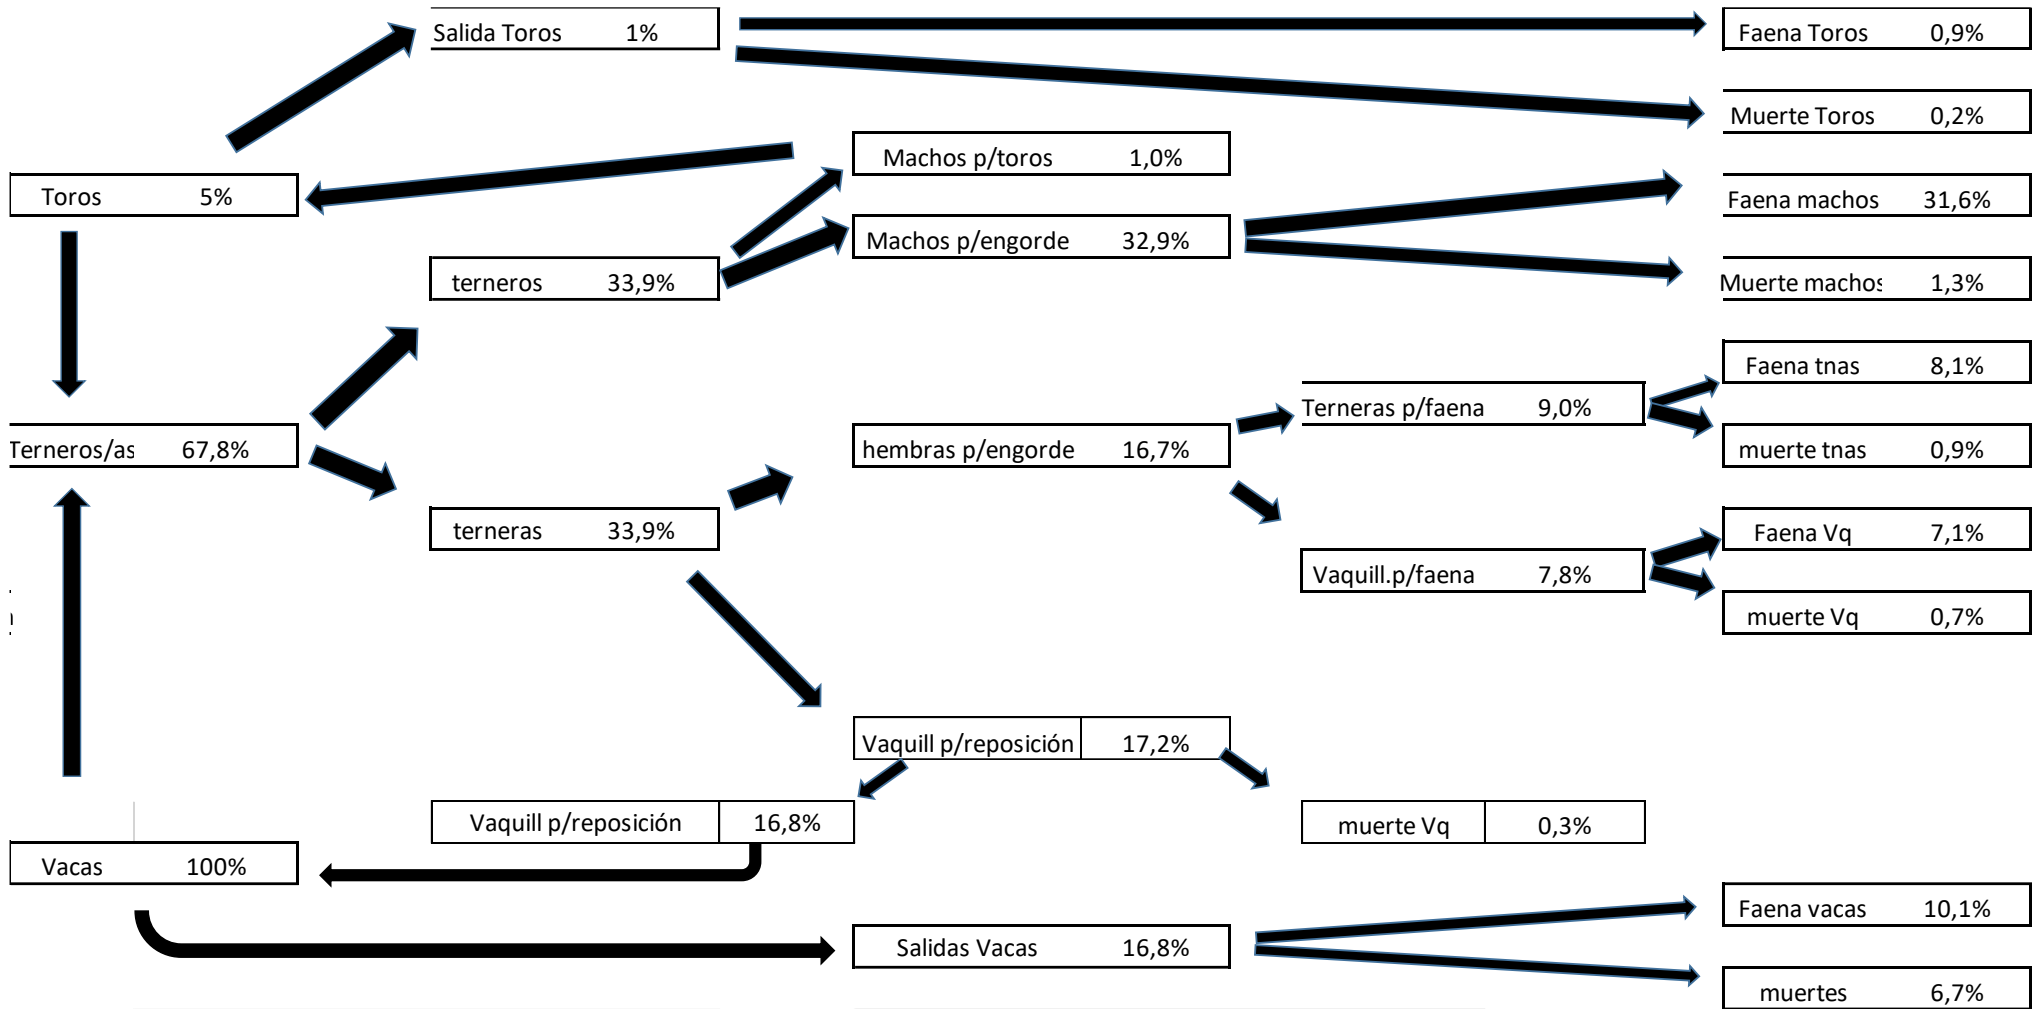 Salida Toros 1%
Faena Toros 0,9%
Muerte Toros 0,2%
Machos p/toros 1,0%
Toros 5%
Faena machos 31,6%
Machos p/engorde 32,9%
terneros 33,9%
Muerte machos 1,3%
Faena tnas 8,1%
Terneras p/faena 9,0%
Terneros/as 67,8%
hembras p/engorde 16,7%
muerte tnas 0,9%
terneras 33,9%
Faena Vq 7,1%
Vaquill.p/faena 7,8%
muerte Vq 0,7%
Vaquill p/reposición 17,2%
Vaquill p/reposición 16,8%
muerte Vq 0,3%
Vacas 100%
Faena vacas 10,1%
Salidas Vacas 16,8%
muertes 6,7%